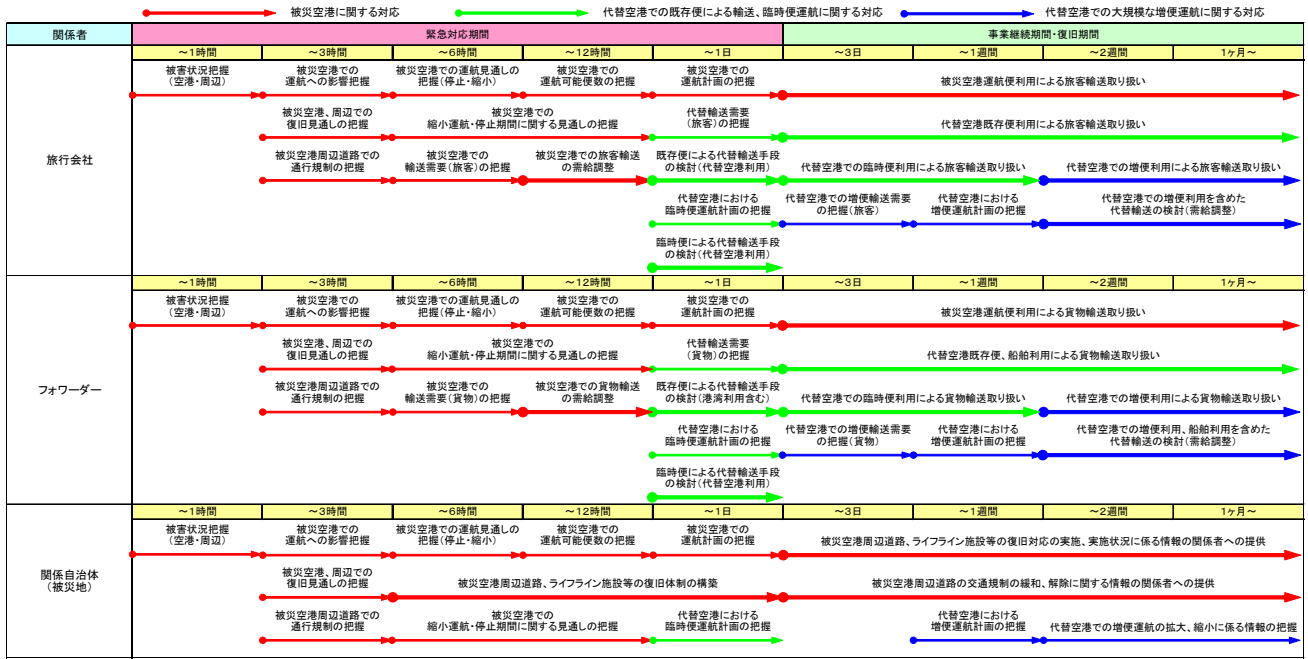 被災空港に関する対応
代替空港での既存便による輸送、臨時便運航に関する対応
代替空港での大規模な増便運航に関する対応
関係者
緊急対応期間
事業継続期間・復旧期間
～1時間
～3時間
～6時間
～12時間
～1日
～3日
～1週間
～2週間
1ヶ月～
旅行会社
被害状況把握
(空港・周辺)
被災空港での
運航への影響把握
被災空港での運航見通しの
把握(停止・縮小)
被災空港での
運航可能便数の把握
被災空港での
運航計画の把握
被災空港運航便利用による旅客輸送取り扱い
被災空港、周辺での
復旧見通しの把握
被災空港での
縮小運航・停止期間に関する見通しの把握
代替輸送需要
(旅客)の把握
代替空港既存便利用による旅客輸送取り扱い
被災空港周辺道路での
通行規制の把握
被災空港での
輸送需要(旅客)の把握
被災空港での旅客輸送
の需給調整
既存便による代替輸送手段
の検討(代替空港利用)
代替空港での臨時便利用による旅客輸送取り扱い
代替空港での増便利用による旅客輸送取り扱い
代替空港における
臨時便運航計画の把握
代替空港での増便輸送需要
の把握(旅客)
代替空港における
増便運航計画の把握
代替空港での増便利用を含めた
代替輸送の検討(需給調整)
臨時便による代替輸送手段
の検討(代替空港利用)
～1時間
～3時間
～6時間
～12時間
～1日
～3日
～1週間
～2週間
1ヶ月～
フォワーダー
被害状況把握
(空港・周辺)
被災空港での
運航への影響把握
被災空港での運航見通しの
把握(停止・縮小)
被災空港での
運航可能便数の把握
被災空港での
運航計画の把握
被災空港運航便利用による貨物輸送取り扱い
被災空港、周辺での
復旧見通しの把握
被災空港での
縮小運航・停止期間に関する見通しの把握
代替輸送需要
(貨物)の把握
代替空港既存便、船舶利用による貨物輸送取り扱い
被災空港周辺道路での
通行規制の把握
被災空港での
輸送需要(貨物)の把握
被災空港での貨物輸送
の需給調整
既存便による代替輸送手段
の検討(港湾利用含む)
代替空港での臨時便利用による貨物輸送取り扱い
代替空港での増便利用による貨物輸送取り扱い
代替空港における
臨時便運航計画の把握
代替空港での増便輸送需要
の把握(貨物)
代替空港における
増便運航計画の把握
代替空港での増便利用、船舶利用を含めた
代替輸送の検討(需給調整)
臨時便による代替輸送手段
の検討(代替空港利用)
～1時間
～3時間
～6時間
～12時間
～1日
～3日
～1週間
～2週間
1ヶ月～
関係自治体
(被災地)
被害状況把握
(空港・周辺)
被災空港での
運航への影響把握
被災空港での運航見通しの
把握(停止・縮小)
被災空港での
運航可能便数の把握
被災空港での
運航計画の把握
被災空港周辺道路、ライフライン施設等の復旧対応の実施、実施状況に係る情報の関係者への提供
被災空港、周辺での
復旧見通しの把握
被災空港周辺道路、ライフライン施設等の復旧体制の構築
被災空港周辺道路の交通規制の緩和、解除に関する情報の関係者への提供
被災空港周辺道路での
通行規制の把握
被災空港での
縮小運航・停止期間に関する見通しの把握
代替空港における
臨時便運航計画の把握
代替空港における
増便運航計画の把握
代替空港での増便運航の拡大、縮小に係る情報の把握